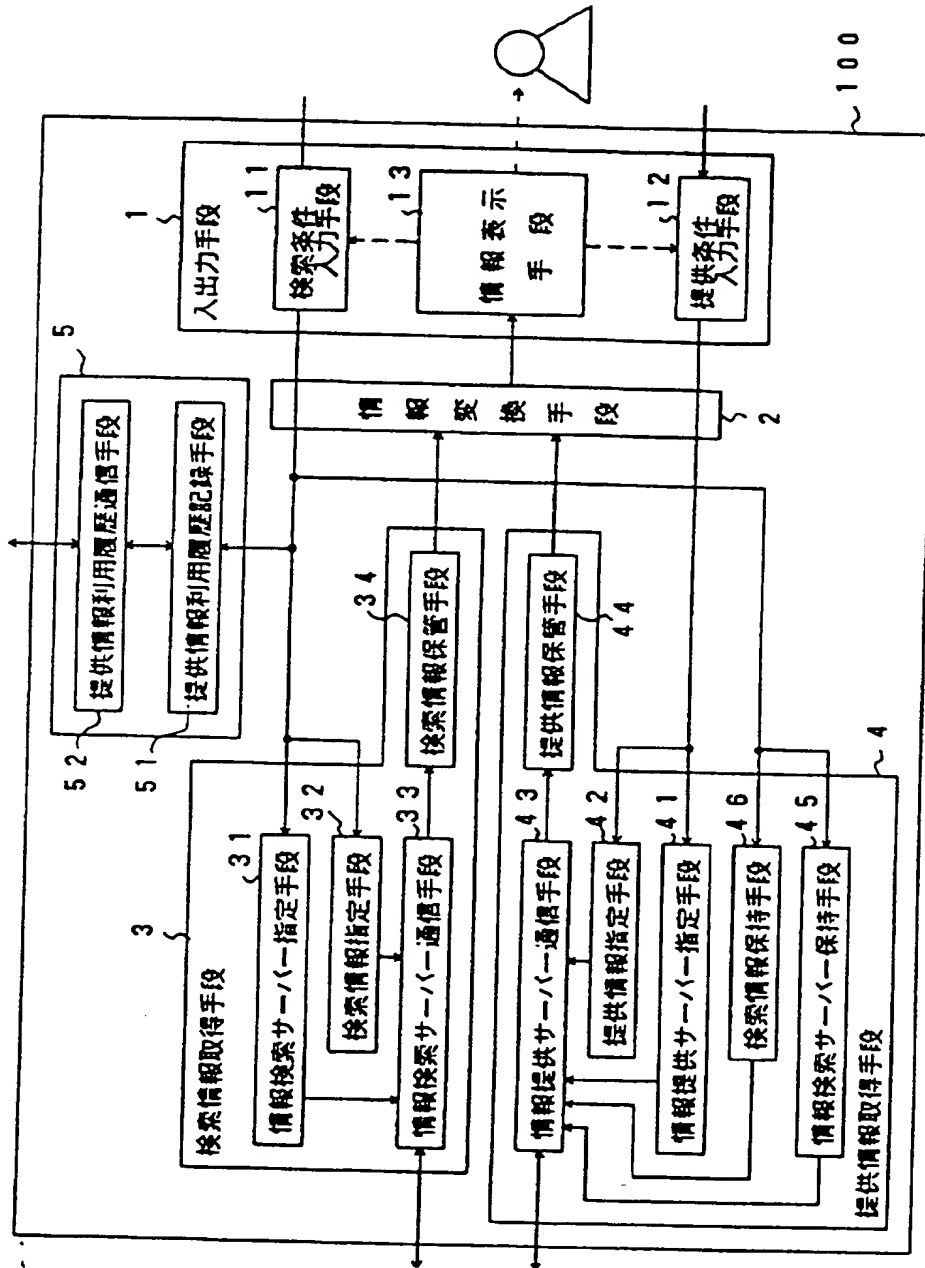 100
1
入出力手段
11
検索条件
入力手段
13
情報表示
手段
12
提供条件
入力手段
2
情報変換手段
5
52
提供情報利用履歴通信手段
51
提供情報利用履歴記録手段
3
検索情報取得手段
31
情報検索サーバー指定手段
32
検索情報指定手段
33
情報検索サーバー通信手段
34
検索情報保管手段
4
提供情報取得手段
43
情報提供サーバー通信手段
44
提供情報保管手段
42
提供情報指定手段
41
情報提供サーバー指定手段
46
検索情報保持手段
45
情報検索サーバー保持手段